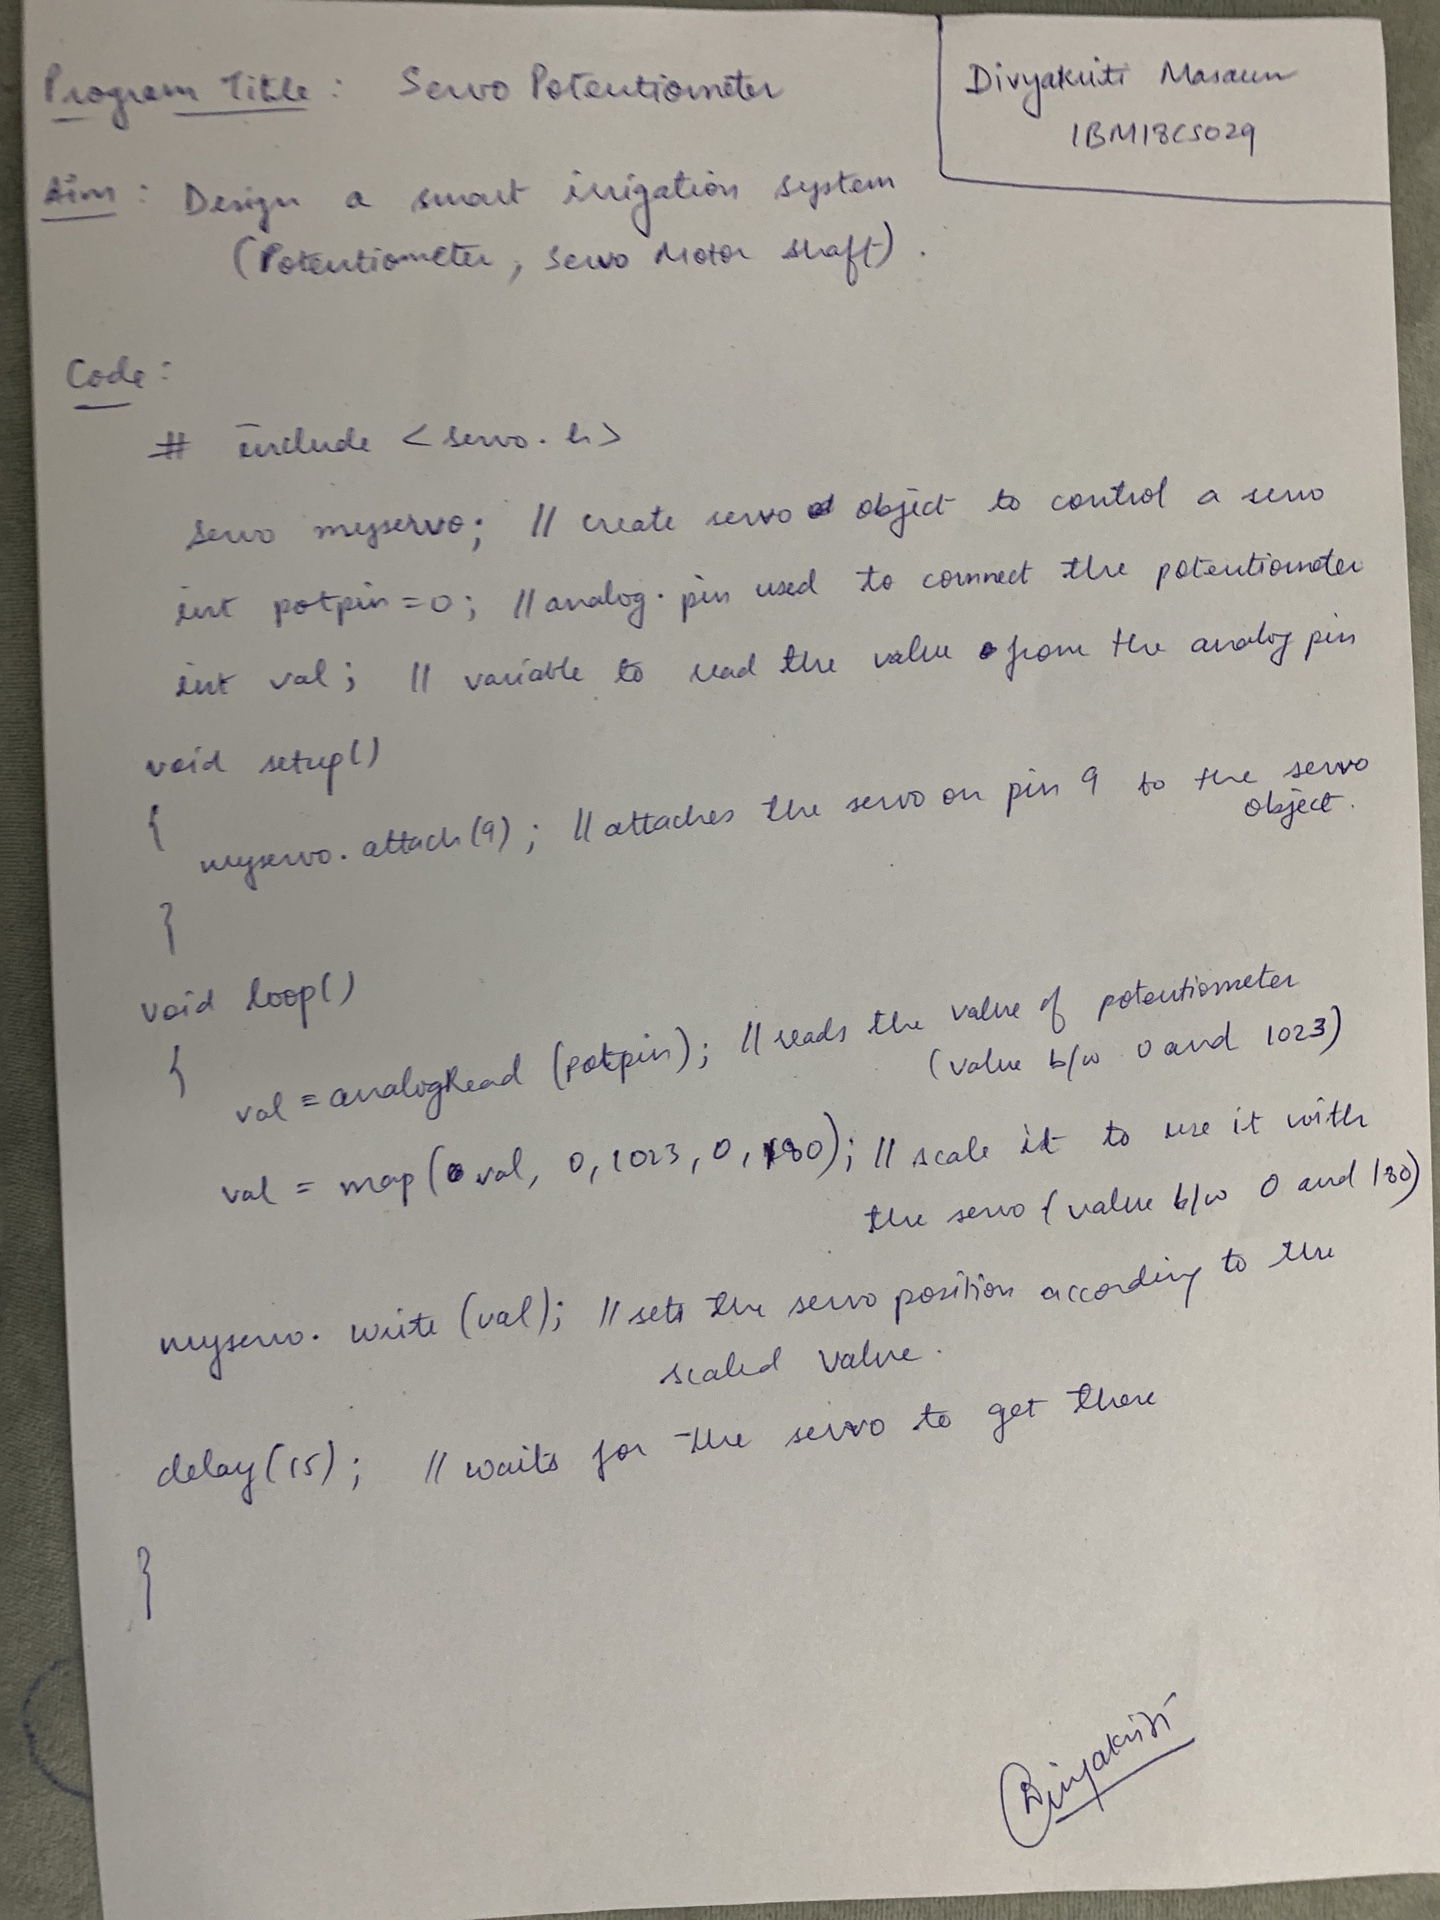 Program Title : Servo Potentiometer
Divyakriti Masaun
1BM18CS029
Aim : Design a smart irrigation system
(Potentiometer, Servo Motor shaft).
Code :
# include <servo.h>
servo myservo; // create servo object to control a servo
int potpin=0; // analog pin used to connect the potentiometer
int val; // variable to read the value from the analog pin
void setup()
{
myservo.attach(9); // attaches the servo on pin 9 to the servo
object.
}
void loop()
{
val = analogRead (potpin); // reads the value of potentiometer
(value b/w 0 and 1023)
val = map(val, 0, 1023, 0, 180); // scale it to use it with
the servo (value b/w 0 and 180)
myservo. write (val); // sets the servo position according to the
scaled value.
delay(15); // waits for the servo to get there
}
Divyakriti